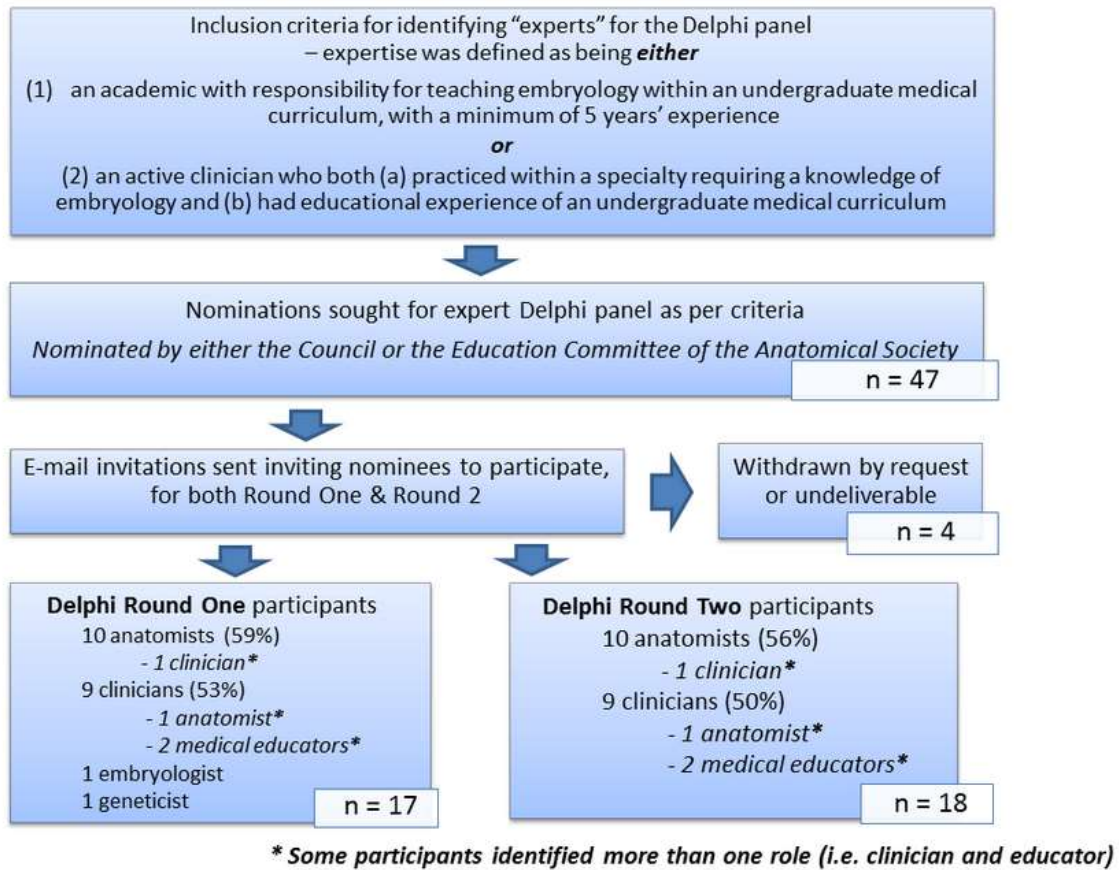 Inclusion criteria for identifying “experts” for the Delphi panel
– expertise was defined as being either
(1) an academic with responsibility for teaching embryology within an undergraduate medical
curriculum, with a minimum of 5 years’ experience
or
(2) an active clinician who both (a) practiced within a specialty requiring a knowledge of
embryology and (b) had educational experience of an undergraduate medical curriculum
Nominations sought for expert Delphi panel as per criteria
Nominated by either the Council or the Education Committee of the Anatomical Society
n = 47
E-mail invitations sent inviting nominees to participate,
for both Round One & Round 2
Withdrawn by request
or undeliverable
n = 4
Delphi Round One participants
10 anatomists (59%)
- 1 clinician*
9 clinicians (53%)
- 1 anatomist*
- 2 medical educators*
1 embryologist
1 geneticist
n = 17
Delphi Round Two participants
10 anatomists (56%)
- 1 clinician*
9 clinicians (50%)
- 1 anatomist*
- 2 medical educators*
n = 18
* Some participants identified more than one role (i.e. clinician and educator)